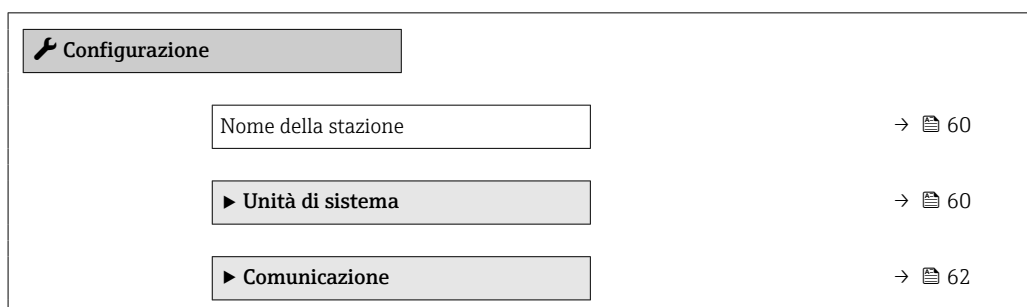 Configurazione
Nome della stazione → 60
▶ Unità di sistema → 60
▶ Comunicazione → 62